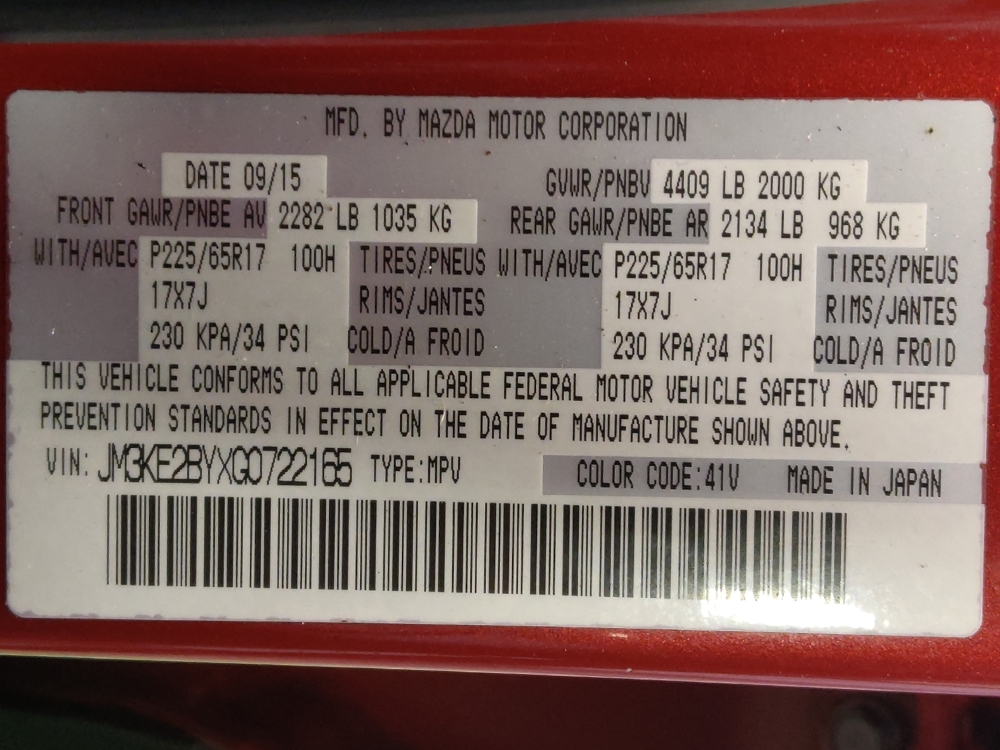 MFD. BY MAZDA MOTOR CORPORATION
DATE 09/15 GVWR/PNBV 4409 LB 2000 KG
FRONT GAWR/PNBE AV 2282 LB 1035 KG REAR GAWR/PNBE AR 2134 LB 968 KG
WITH/AVEC P225/65R17 100H TIRES/PNEUS WITH/AVEC P225/65R17 100H TIRES/PNEUS
17X7J RIMS/JANTES 17X7J RIMS/JANTES
230 KPA/34 PSI COLD/A FROID 230 KPA/34 PSI COLD/A FROID
THIS VEHICLE CONFORMS TO ALL APPLICABLE FEDERAL MOTOR VEHICLE SAFETY AND THEFT
PREVENTION STANDARDS IN EFFECT ON THE DATE OF MANUFACTURE SHOWN ABOVE.
VIN: JM3KE2BYXG0722165 TYPE:MPV COLOR CODE:41V MADE IN JAPAN